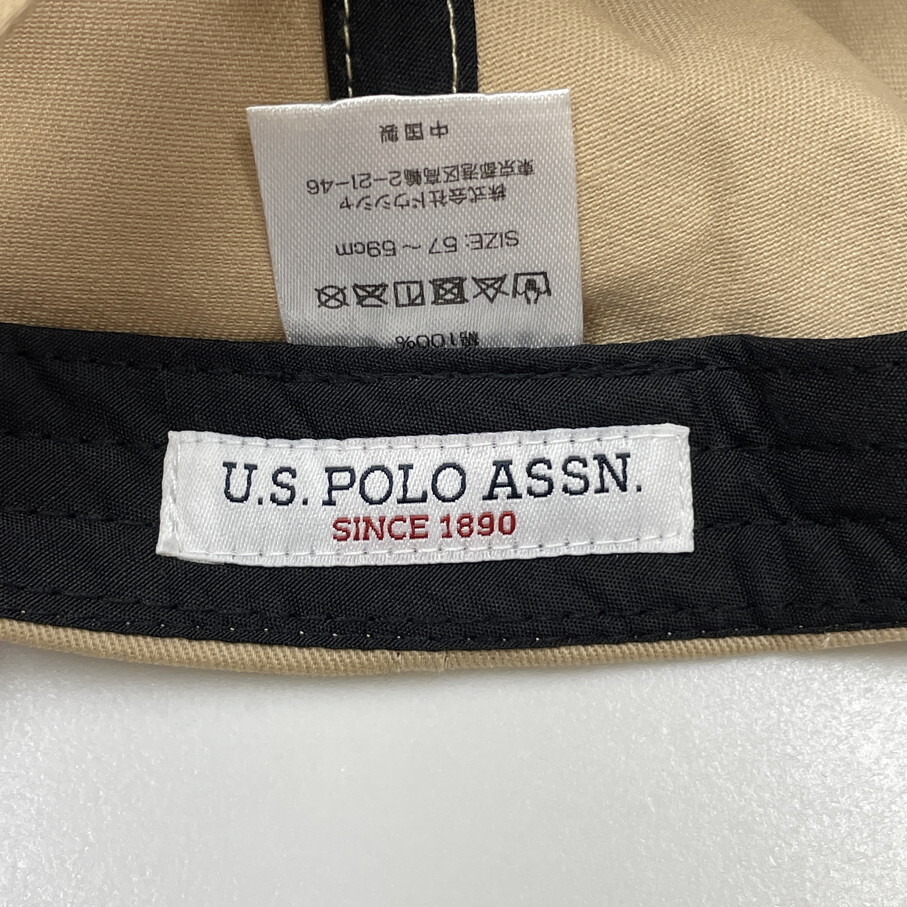 綿100%
SIZE: 57～59cm
株式会社ドウシシャ
東京都港区高輪2-21-46
中国製
U.S. POLO ASSN.
SINCE 1890